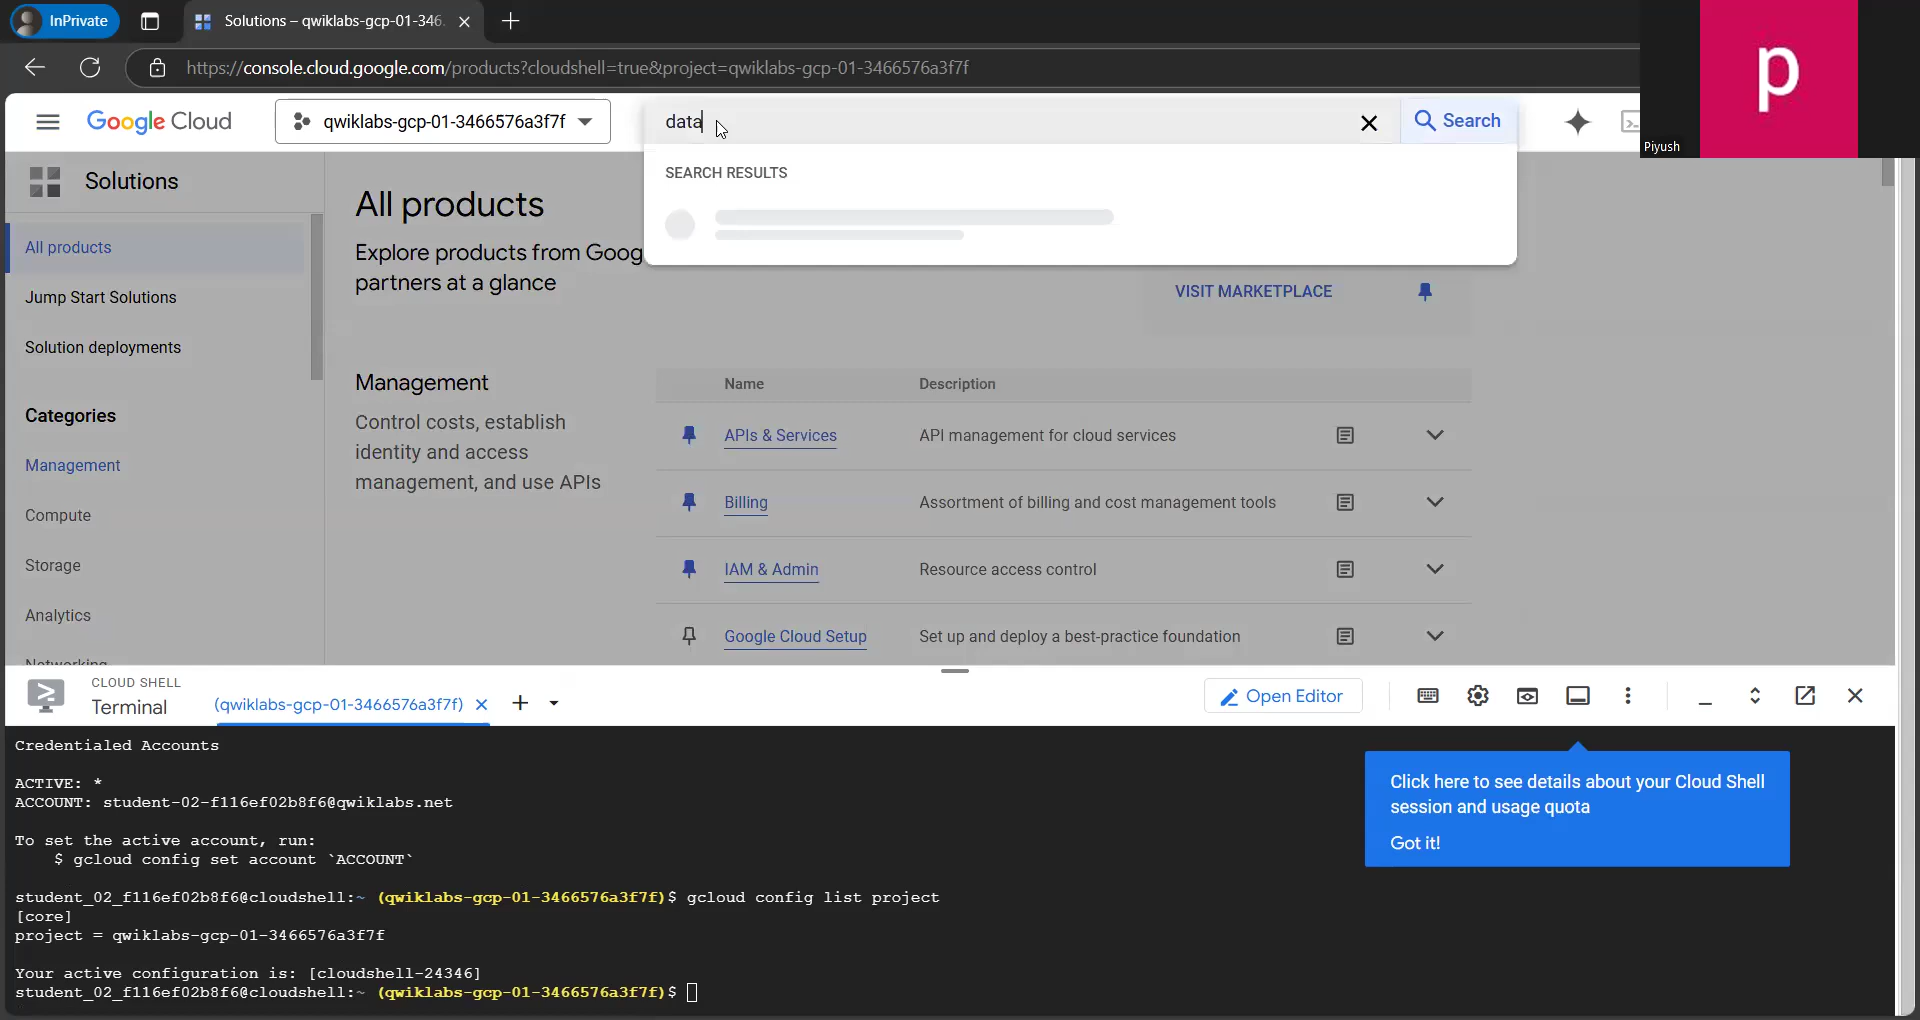 InPrivate
Solutions – qwiklabs-gcp-01-346
https://console.cloud.google.com/products?cloudshell=true&project=qwiklabs-gcp-01-3466576a3f7f
p
Piyush
Google Cloud
qwiklabs-gcp-01-3466576a3f7f
data
Search
SEARCH RESULTS
Solutions
All products
Jump Start Solutions
Solution deployments
Categories
Management
Compute
Storage
Analytics
Networking
All products
Explore products from Goog
partners at a glance
VISIT MARKETPLACE
Management
Control costs, establish
identity and access
management, and use APIs
Name Description
APIs & Services API management for cloud services
Billing Assortment of billing and cost management tools
IAM & Admin Resource access control
Google Cloud Setup Set up and deploy a best-practice foundation
CLOUD SHELL
Terminal
(qwiklabs-gcp-01-3466576a3f7f)
Open Editor
Click here to see details about your Cloud Shell
session and usage quota
Got it!
Credentialed Accounts
ACTIVE: *
ACCOUNT: student-02-f116ef02b8f6@qwiklabs.net
To set the active account, run:
$ gcloud config set account `ACCOUNT`
student_02_f116ef02b8f6@cloudshell:~ (qwiklabs-gcp-01-3466576a3f7f)$ gcloud config list project
[core]
project = qwiklabs-gcp-01-3466576a3f7f
Your active configuration is: [cloudshell-24346]
student_02_f116ef02b8f6@cloudshell:~ (qwiklabs-gcp-01-3466576a3f7f)$